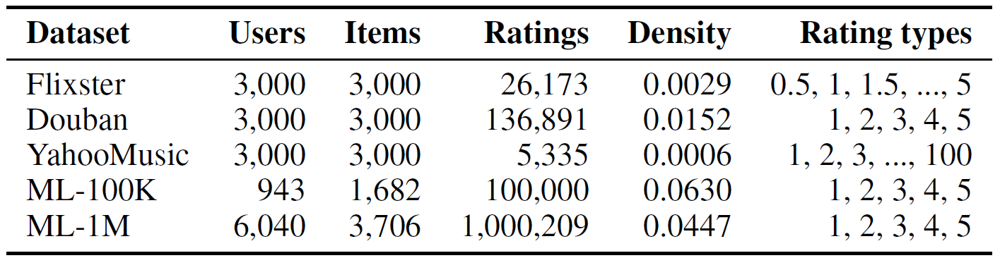 Dataset Users Items Ratings Density Rating types
Flixster 3,000 3,000 26,173 0.0029 0.5, 1, 1.5, ..., 5
Douban 3,000 3,000 136,891 0.0152 1, 2, 3, 4, 5
YahooMusic 3,000 3,000 5,335 0.0006 1, 2, 3, ..., 100
ML-100K 943 1,682 100,000 0.0630 1, 2, 3, 4, 5
ML-1M 6,040 3,706 1,000,209 0.0447 1, 2, 3, 4, 5